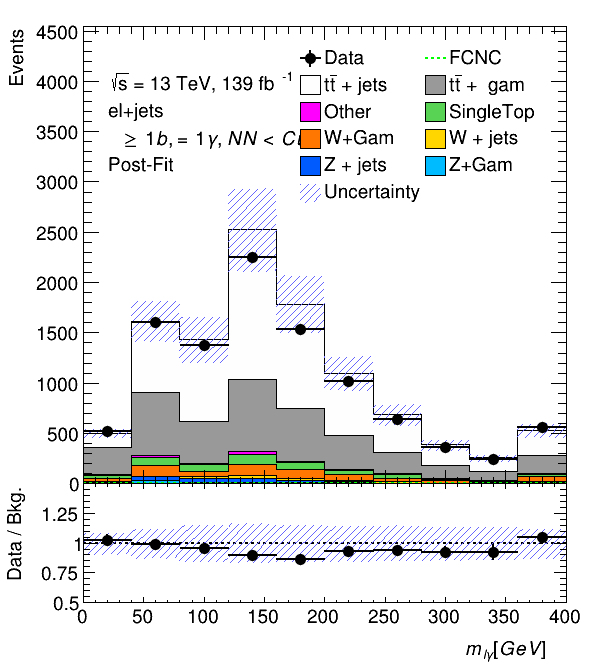 Events
4500
4000
3500
3000
2500
2000
1500
1000
500
0
√s = 13 TeV, 139 fb⁻¹
el+jets
≥ 1b, = 1γ, NN <
Post-Fit
Data
FCNC
tt̄ + jets
tt̄ + gam
Other
SingleTop
W+Gam
W + jets
Z + jets
Z+Gam
Uncertainty
Data / Bkg.
1.25
1
0.75
0.5
0 50 100 150 200 250 300 350 400
m_lγ[GeV]